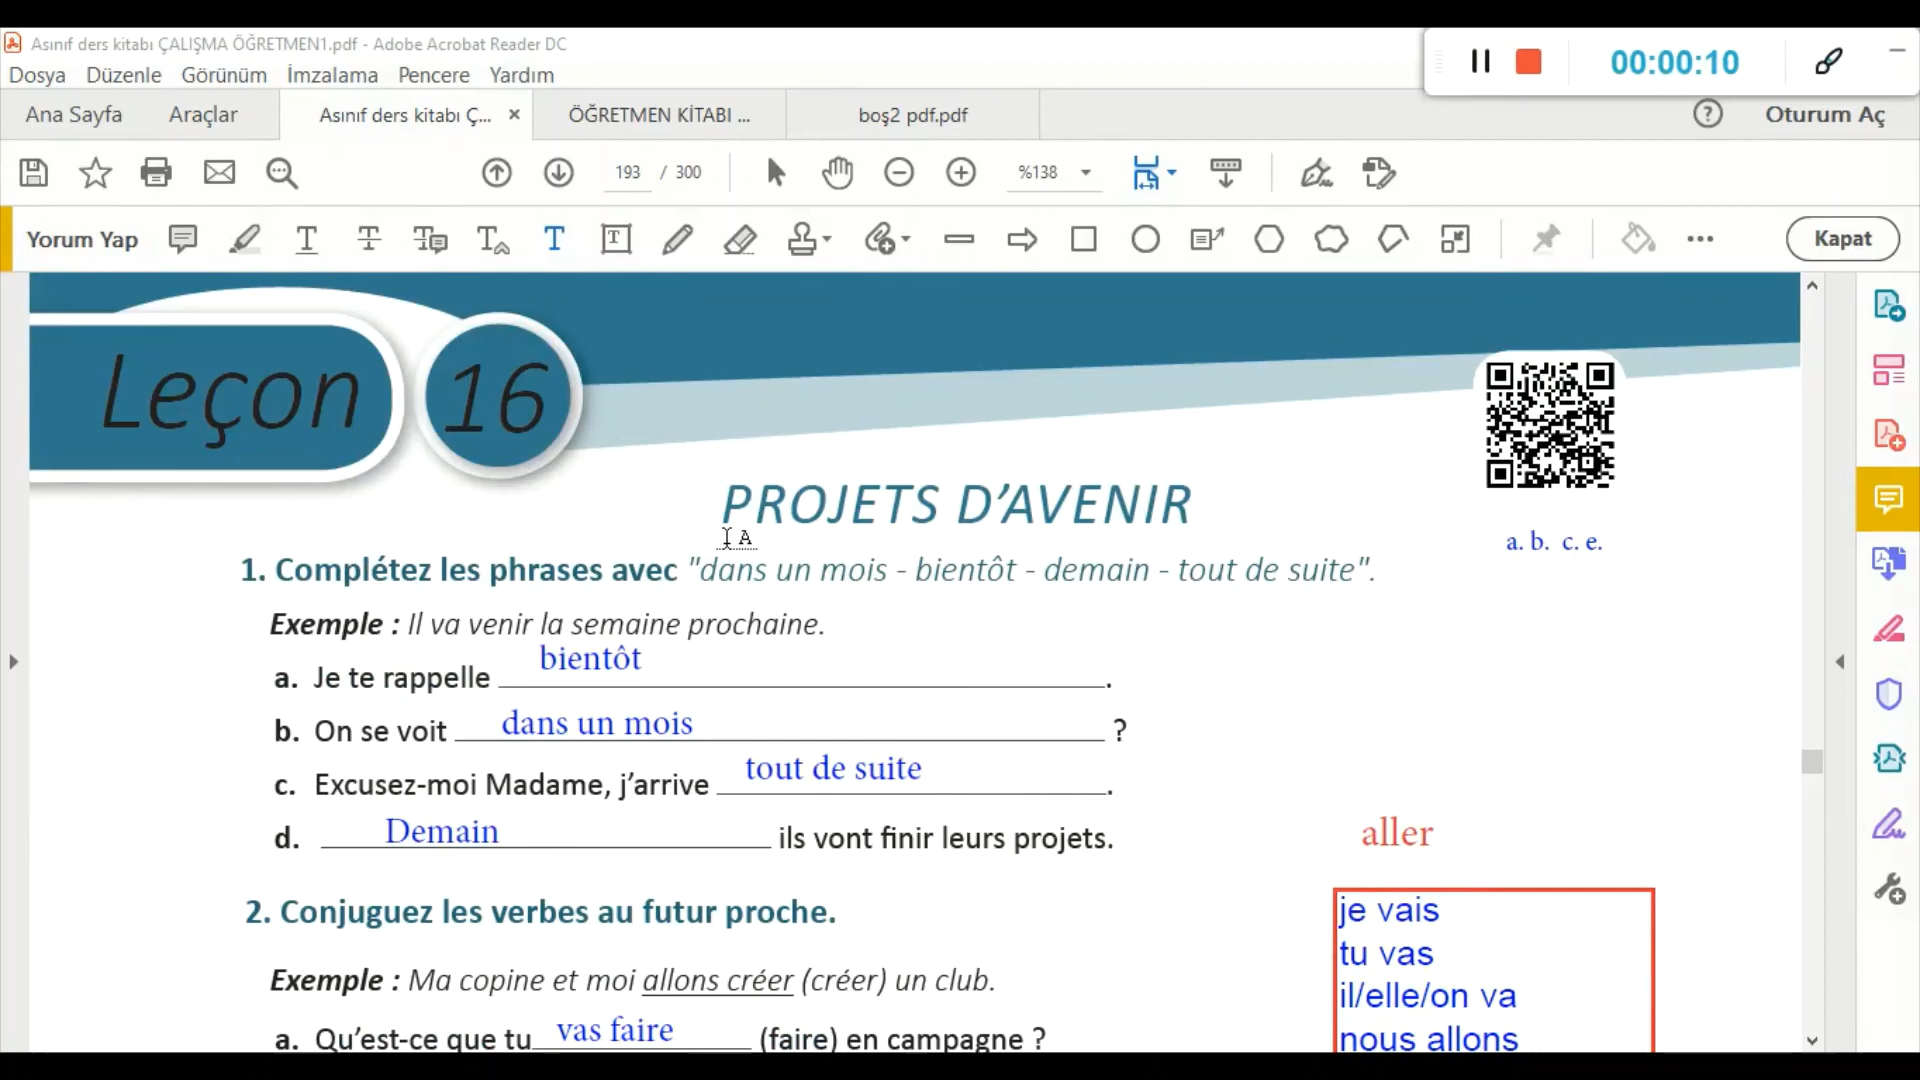 Asınıf ders kitabı ÇALIŞMA ÖĞRETMEN1.pdf - Adobe Acrobat Reader DC
00:00:10
Dosya Düzenle Görünüm İmzalama Pencere Yardım
Ana Sayfa Araçlar Asınıf ders kitabı Ç... × ÖĞRETMEN KİTABI ... boş2 pdf.pdf ? Oturum Aç
193 / 300 %138
Yorum Yap Kapat
Leçon 16
PROJETS D’AVENIR
a. b. c. e.
1. Complétez les phrases avec "dans un mois - bientôt - demain - tout de suite".
Exemple : Il va venir la semaine prochaine.
a. Je te rappelle bientôt .
b. On se voit dans un mois ?
c. Excusez-moi Madame, j’arrive tout de suite .
d. Demain ils vont finir leurs projets.
aller
2. Conjuguez les verbes au futur proche.
je vais
tu vas
il/elle/on va
nous allons
Exemple : Ma copine et moi allons créer (créer) un club.
a. Qu’est-ce que tu vas faire (faire) en campagne ?